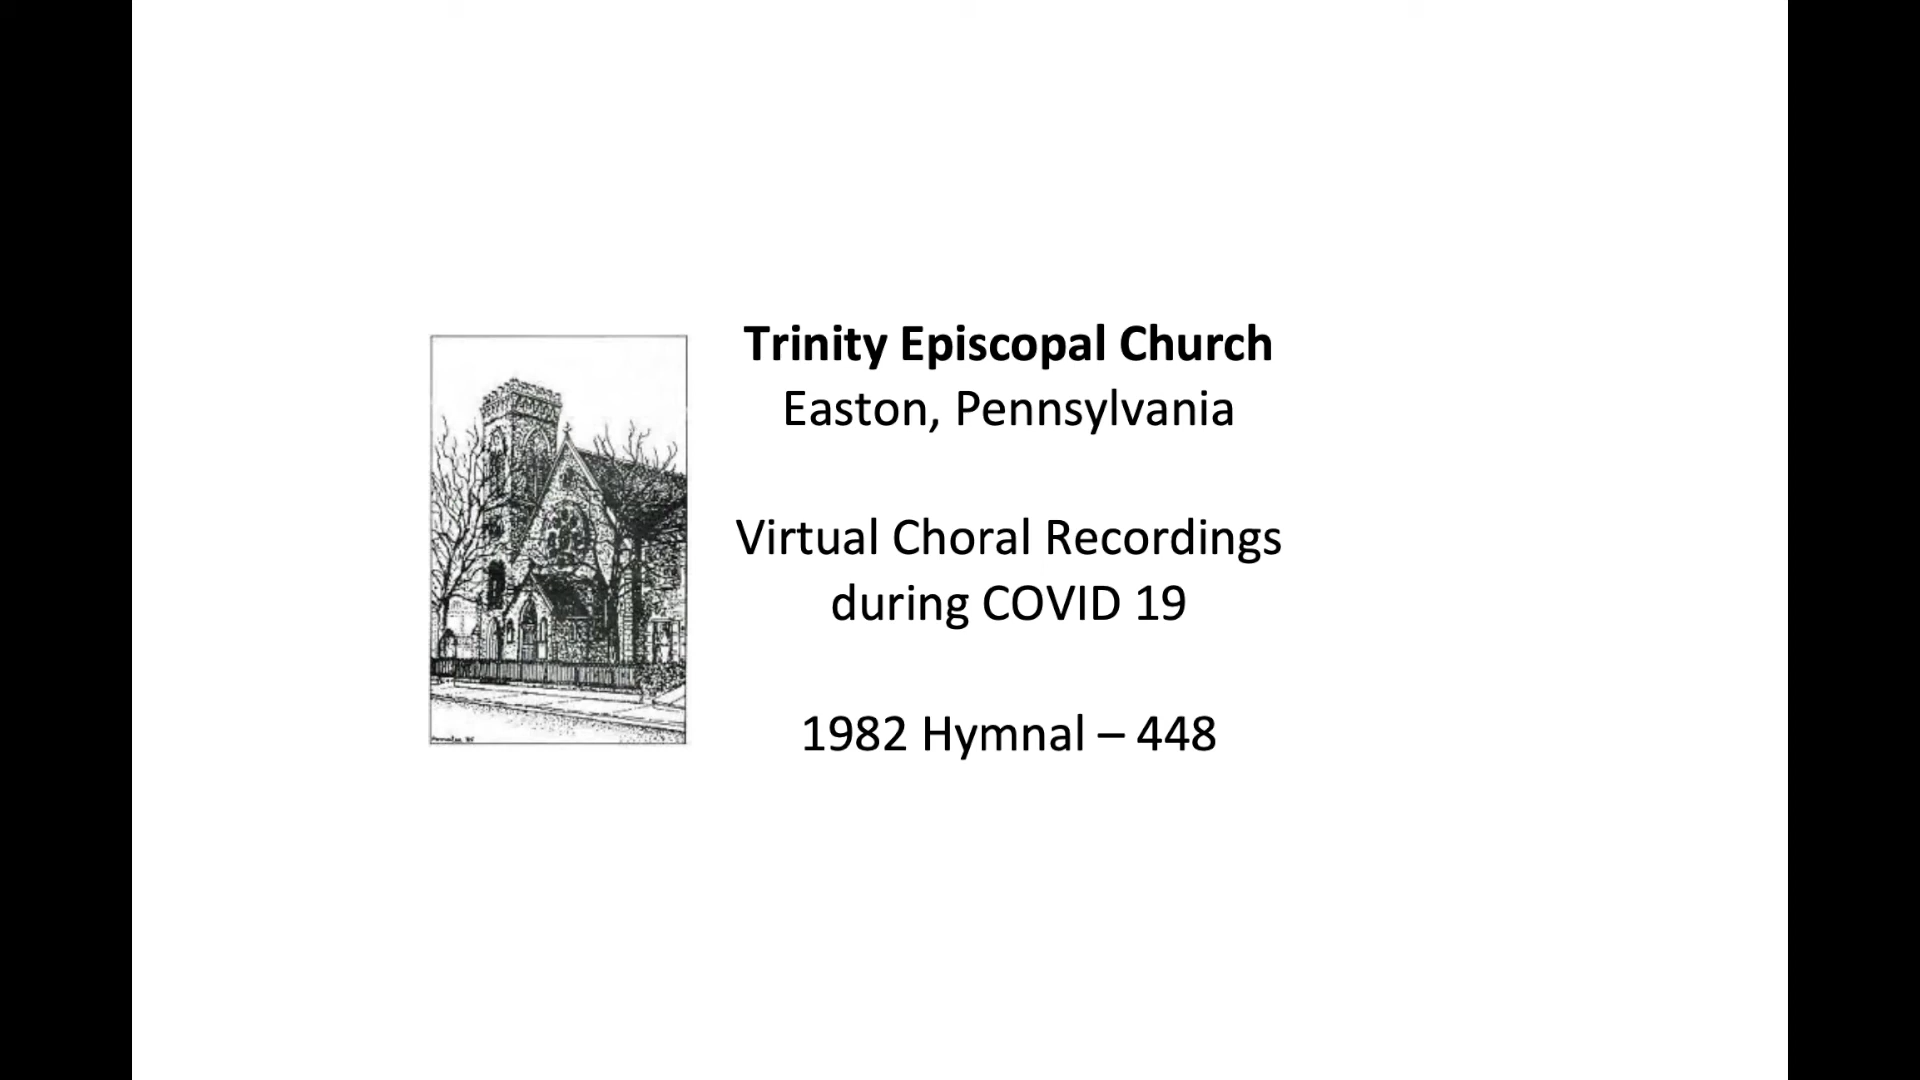 Trinity Episcopal Church
Easton, Pennsylvania
Virtual Choral Recordings
during COVID 19
1982 Hymnal – 448